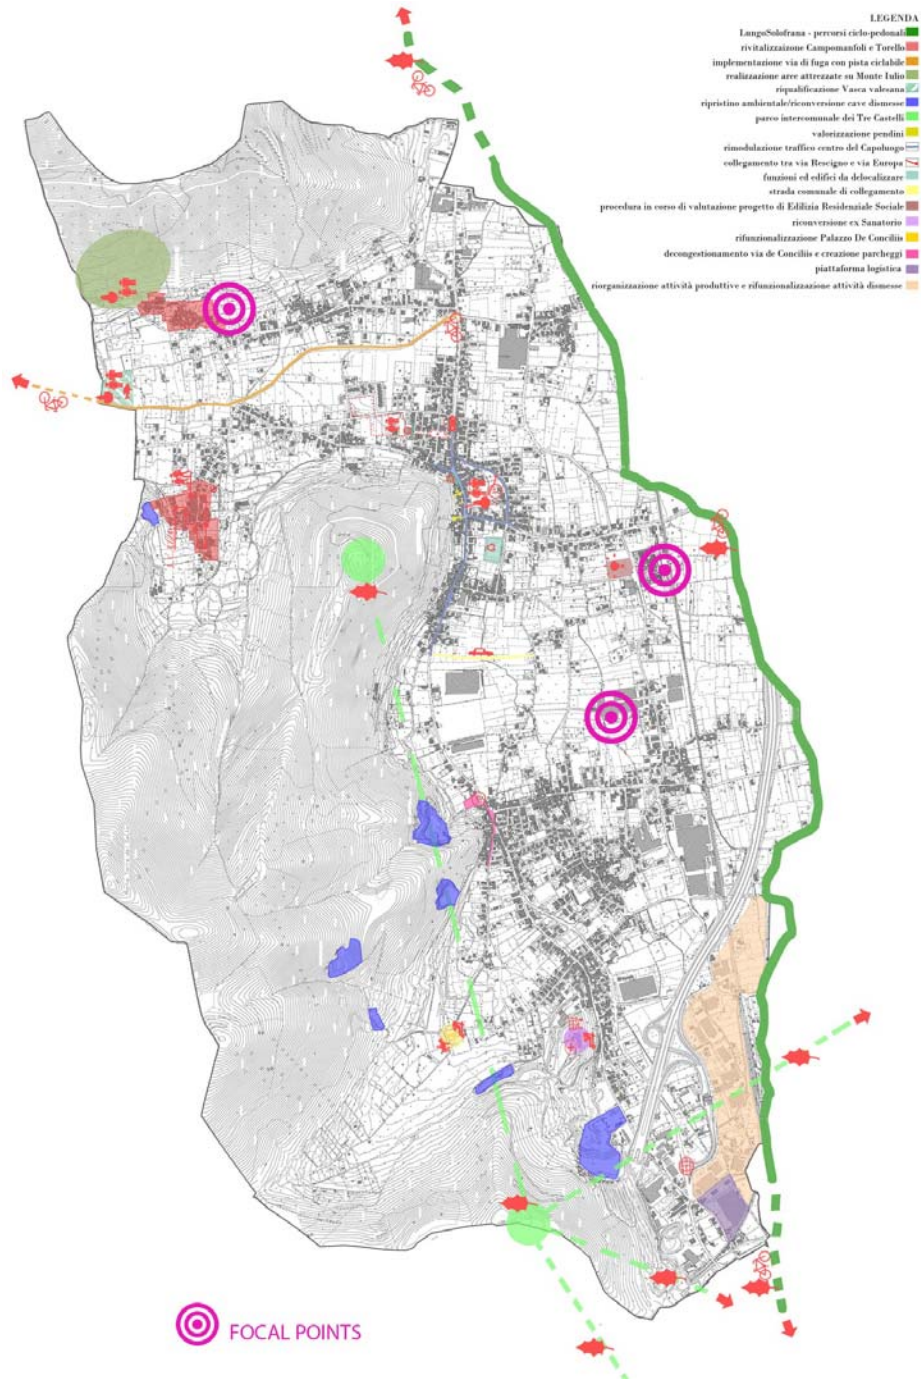 LEGENDA
LungoSolofrana - percorsi ciclo-pedonali
rivitalizzaizone Campomanfoli e Torello
implementazione via di fuga con pista ciclabile
realizzazione aree attrezzate su Monte Iulio
riqualificazione Vasca valesana
ripristino ambientale/riconversione cave dismesse
parco intercomunale dei Tre Castelli
valorizzazione pendini
rimodulazione traffico centro del Capoluogo
collegamento tra via Rescigno e via Europa
funzioni ed edifici da delocalizzare
strada comunale di collegamento
procedura in corso di valutazione progetto di Edilizia Residenziale Sociale
riconversione ex Sanatorio
rifunzionalizzazione Palazzo De Conciliis
decongestionamento via de Conciliis e creazione parcheggi
piattaforma logistica
riorganizzazione attività produttive e rifunzionalizzazione attività dismesse
FOCAL POINTS